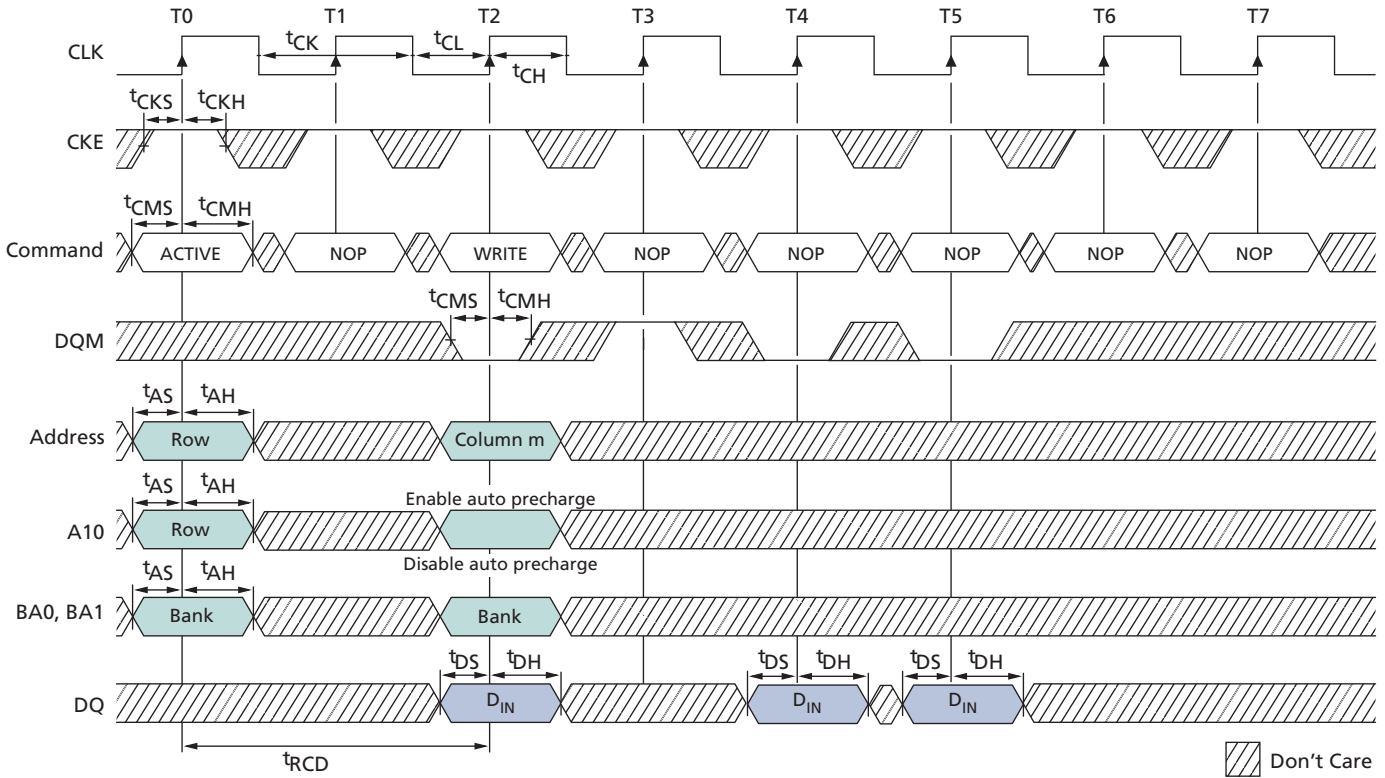 T0 T1 T2 T3 T4 T5 T6 T7
CLK
tCK tCL
tCH
tCKS tCKH
CKE
tCMS tCMH
Command ACTIVE NOP WRITE NOP NOP NOP NOP NOP
tCMS tCMH
DQM
tAS tAH
Address Row Column m
tAS tAH
Enable auto precharge
A10 Row
Disable auto precharge
tAS tAH
BA0, BA1 Bank Bank
tDS tDH tDS tDH tDS tDH
DQ DIN DIN DIN
tRCD
Don't Care